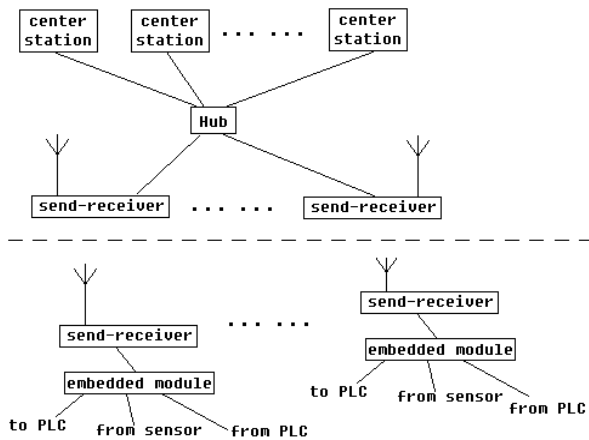 center station
center station
... ...
center station
Hub
send-receiver
... ...
send-receiver
send-receiver
... ...
send-receiver
embedded module
embedded module
to PLC
from sensor
from PLC
to PLC
from sensor
from PLC